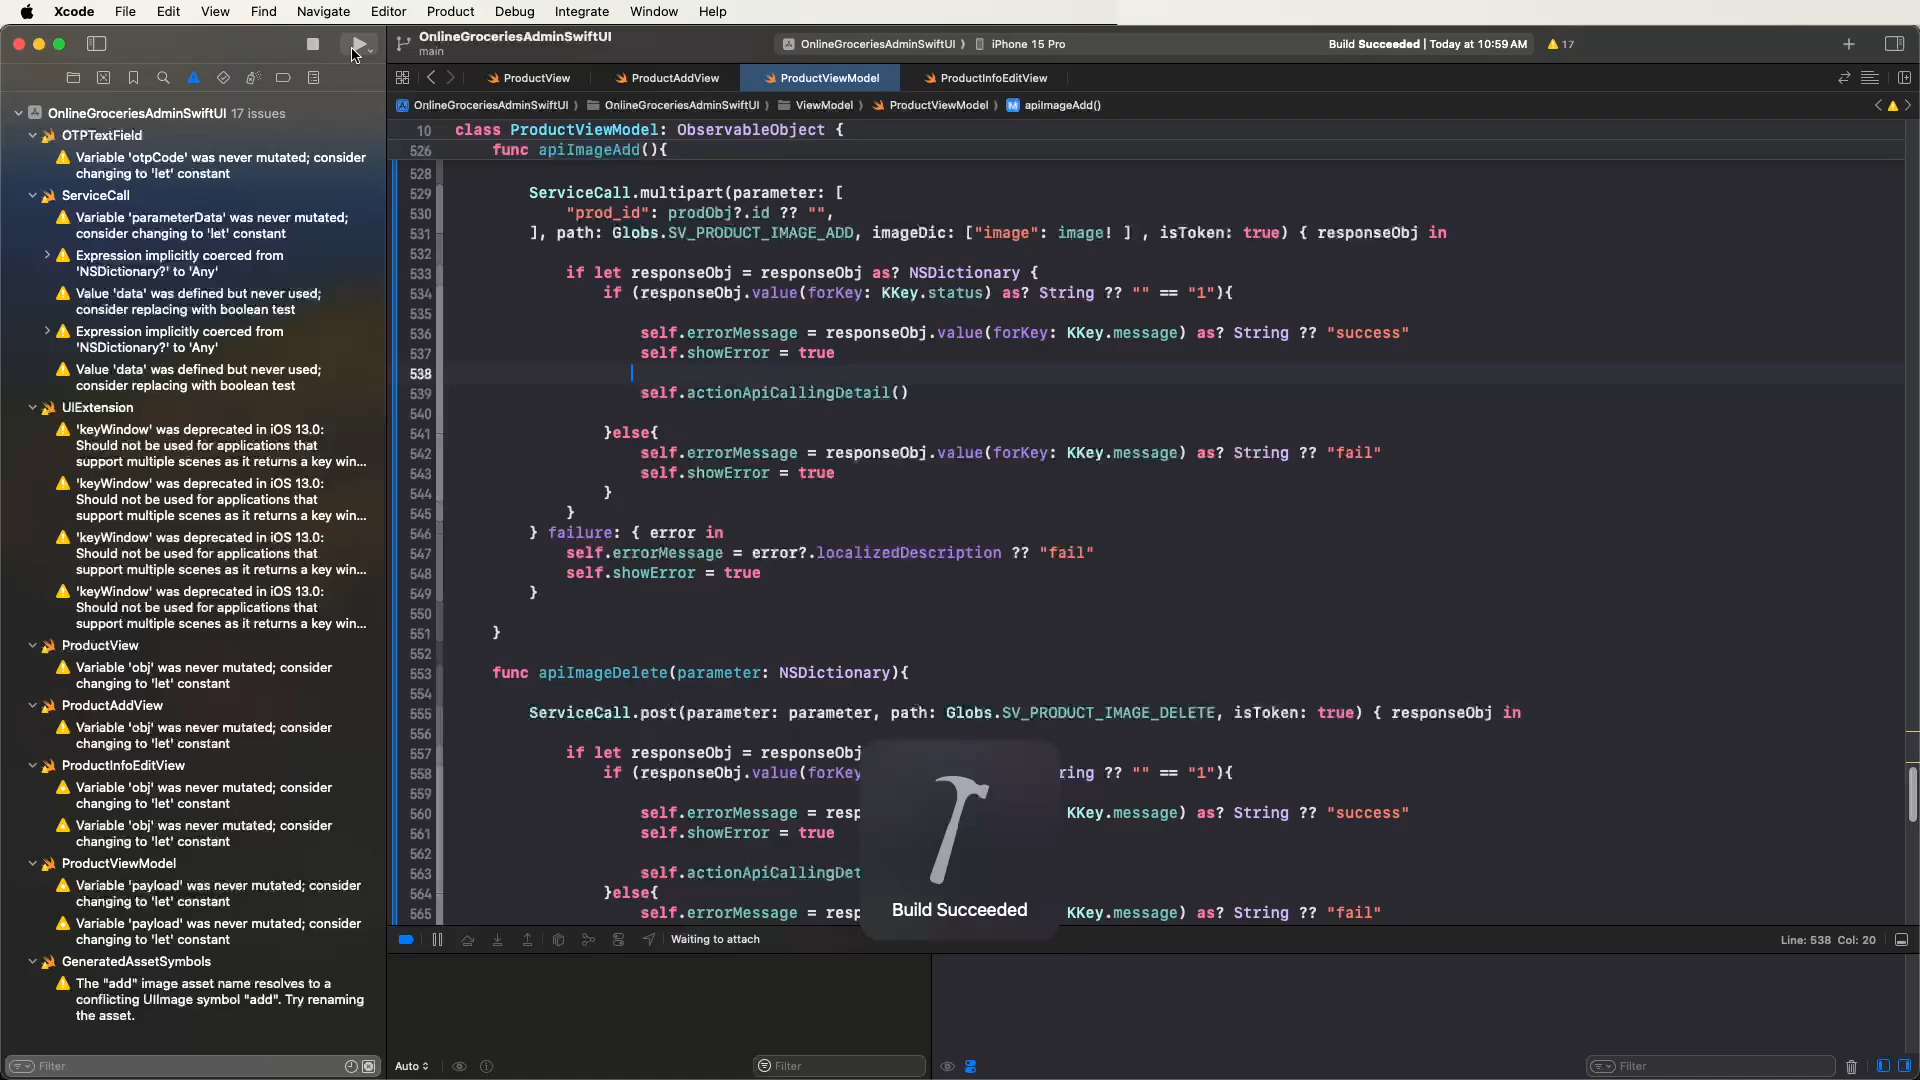 Xcode File Edit View Find Navigate Editor Product Debug Integrate Window Help
OnlineGroceriesAdminSwiftUI
main
OnlineGroceriesAdminSwiftUI ⟩ iPhone 15 Pro
Build Succeeded | Today at 10:59 AM
17
ProductView
ProductAddView
ProductViewModel
ProductInfoEditView
OnlineGroceriesAdminSwiftUI ⟩ OnlineGroceriesAdminSwiftUI ⟩ ViewModel ⟩ ProductViewModel ⟩ M apiImageAdd()
OnlineGroceriesAdminSwiftUI 17 issues
OTPTextField
Variable 'otpCode' was never mutated; consider
changing to 'let' constant
ServiceCall
Variable 'parameterData' was never mutated;
consider changing to 'let' constant
Expression implicitly coerced from
'NSDictionary?' to 'Any'
Value 'data' was defined but never used;
consider replacing with boolean test
Expression implicitly coerced from
'NSDictionary?' to 'Any'
Value 'data' was defined but never used;
consider replacing with boolean test
UIExtension
'keyWindow' was deprecated in iOS 13.0:
Should not be used for applications that
support multiple scenes as it returns a key win...
'keyWindow' was deprecated in iOS 13.0:
Should not be used for applications that
support multiple scenes as it returns a key win...
'keyWindow' was deprecated in iOS 13.0:
Should not be used for applications that
support multiple scenes as it returns a key win...
'keyWindow' was deprecated in iOS 13.0:
Should not be used for applications that
support multiple scenes as it returns a key win...
ProductView
Variable 'obj' was never mutated; consider
changing to 'let' constant
ProductAddView
Variable 'obj' was never mutated; consider
changing to 'let' constant
ProductInfoEditView
Variable 'obj' was never mutated; consider
changing to 'let' constant
Variable 'obj' was never mutated; consider
changing to 'let' constant
ProductViewModel
Variable 'payload' was never mutated; consider
changing to 'let' constant
Variable 'payload' was never mutated; consider
changing to 'let' constant
GeneratedAssetSymbols
The "add" image asset name resolves to a
conflicting UIImage symbol "add". Try renaming
the asset.
Filter
10 class ProductViewModel: ObservableObject {
526 func apiImageAdd(){
528
529 ServiceCall.multipart(parameter: [
530 "prod_id": prodObj?.id ?? "",
531 ], path: Globs.SV_PRODUCT_IMAGE_ADD, imageDic: ["image": image! ] , isToken: true) { responseObj in
532
533 if let responseObj = responseObj as? NSDictionary {
534 if (responseObj.value(forKey: KKey.status) as? String ?? "" == "1"){
535
536 self.errorMessage = responseObj.value(forKey: KKey.message) as? String ?? "success"
537 self.showError = true
538
539 self.actionApiCallingDetail()
540
541 }else{
542 self.errorMessage = responseObj.value(forKey: KKey.message) as? String ?? "fail"
543 self.showError = true
544 }
545 }
546 } failure: { error in
547 self.errorMessage = error?.localizedDescription ?? "fail"
548 self.showError = true
549 }
550
551 }
552
553 func apiImageDelete(parameter: NSDictionary){
554
555 ServiceCall.post(parameter: parameter, path: Globs.SV_PRODUCT_IMAGE_DELETE, isToken: true) { responseObj in
556
557 if let responseObj = responseObj
558 if (responseObj.value(forKey ring ?? "" == "1"){
559
560 self.errorMessage = resp KKey.message) as? String ?? "success"
561 self.showError = true
562
563 self.actionApiCallingDet
564 }else{
565 self.errorMessage = resp KKey.message) as? String ?? "fail"
Build Succeeded
Waiting to attach
Line: 538 Col: 20
Auto
Filter
Filter